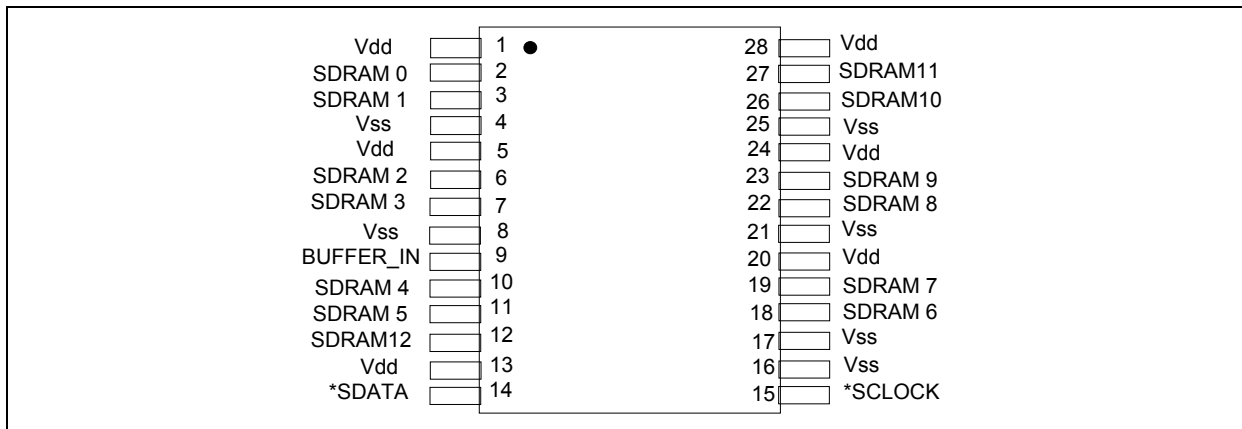 Vdd 1 28 Vdd
SDRAM 0 2 27 SDRAM11
SDRAM 1 3 26 SDRAM10
Vss 4 25 Vss
Vdd 5 24 Vdd
SDRAM 2 6 23 SDRAM 9
SDRAM 3 7 22 SDRAM 8
Vss 8 21 Vss
BUFFER_IN 9 20 Vdd
SDRAM 4 10 19 SDRAM 7
SDRAM 5 11 18 SDRAM 6
SDRAM12 12 17 Vss
Vdd 13 16 Vss
*SDATA 14 15 *SCLOCK